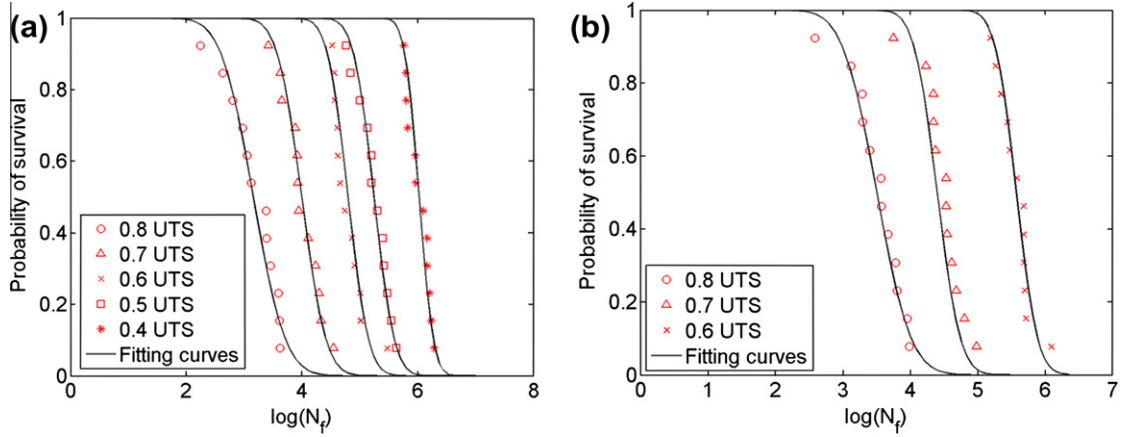 (a)
Probability of survival
1
0.8
0.6
0.4
0.2
0
0.8 UTS
0.7 UTS
0.6 UTS
0.5 UTS
0.4 UTS
Fitting curves
0 2 4 6 8
log(N_f)
(b)
Probability of survival
1
0.8
0.6
0.4
0.2
0
0.8 UTS
0.7 UTS
0.6 UTS
Fitting curves
0 1 2 3 4 5 6 7
log(N_f)